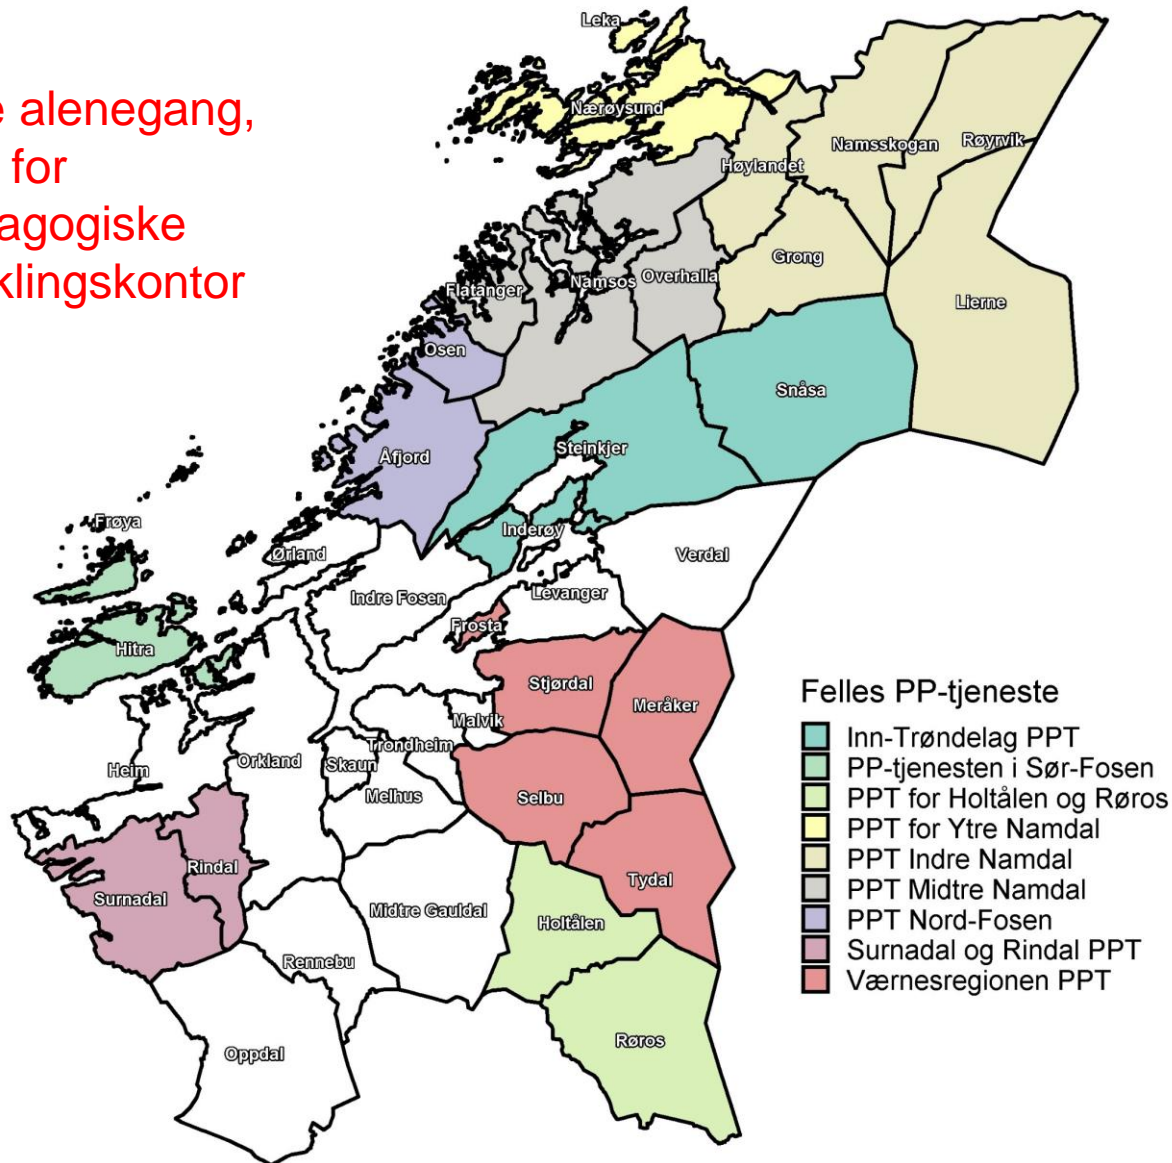 e alenegang,
for
agogiske
klingskontor
Leka
Nærøysund
Høylandet
Namsskogan
Røyrvik
Grong
Overhalla
Namsos
Flatanger
Lierne
Osen
Snåsa
Åfjord
Steinkjer
Frøya
Inderøy
Ørland
Verdal
Indre Fosen
Levanger
Frosta
Hitra
Stjørdal
Meråker
Malvik
Trondheim
Orkland
Skaun
Heim
Melhus
Selbu
Rindal
Tydal
Surnadal
Midtre Gauldal
Holtålen
Rennebu
Røros
Oppdal
Felles PP-tjeneste
Inn-Trøndelag PPT
PP-tjenesten i Sør-Fosen
PPT for Holtålen og Røros
PPT for Ytre Namdal
PPT Indre Namdal
PPT Midtre Namdal
PPT Nord-Fosen
Surnadal og Rindal PPT
Værnesregionen PPT